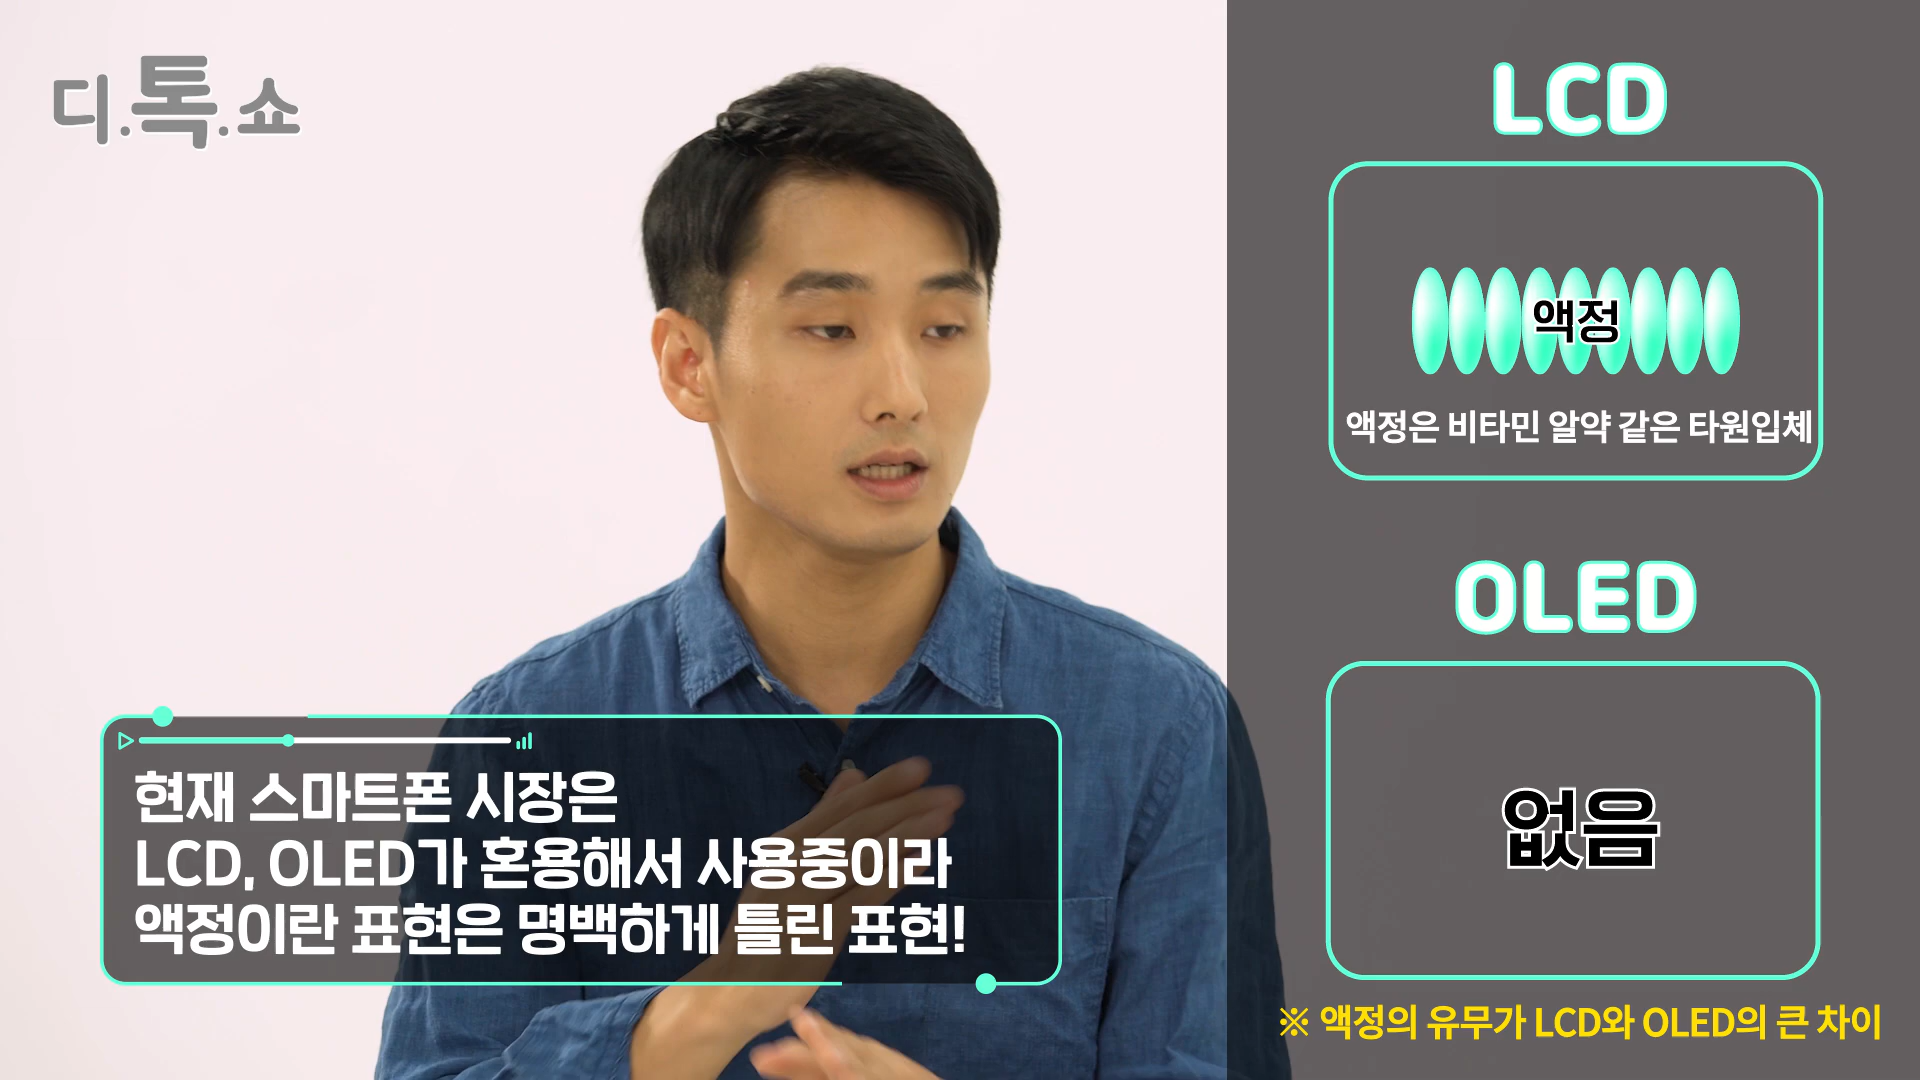 디.톡.쇼
LCD
액정
액정은 비타민 알약 같은 타원입체
OLED
없음
※ 액정의 유무가 LCD와 OLED의 큰 차이
현재 스마트폰 시장은
LCD, OLED가 혼용해서 사용중이라
액정이란 표현은 명백하게 틀린 표현!